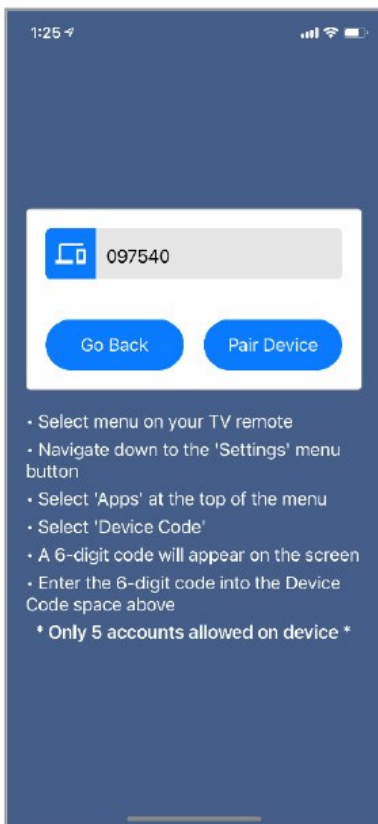 1:25
097540
Go Back
Pair Device
• Select menu on your TV remote
• Navigate down to the 'Settings' menu
button
• Select 'Apps' at the top of the menu
• Select 'Device Code'
• A 6-digit code will appear on the screen
• Enter the 6-digit code into the Device
Code space above
* Only 5 accounts allowed on device *